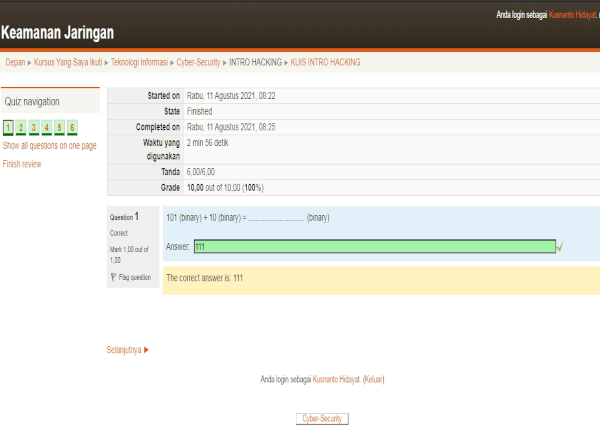 Anda login sebagai Kusnanto Hidayat. (
Keamanan Jaringan
Depan ▶ Kursus Yang Saya Ikuti ▶ Teknologi Informasi ▶ Cyber-Security ▶ INTRO HACKING ▶ KUIS INTRO HACKING
Quiz navigation
1 2 3 4 5 6
Show all questions on one page
Finish review
Started on Rabu, 11 Agustus 2021, 08:22
State Finished
Completed on Rabu, 11 Agustus 2021, 08:25
Waktu yang digunakan 2 min 56 detik
Tanda 6,00/6,00
Grade 10,00 out of 10,00 (100%)
Question 1
Correct
Mark 1,00 out of
1,00
Flag question
101 (binary) + 10 (binary) = ............................ (binary)
Answer: 111
The correct answer is: 111
Selanjutnya ▶
Anda login sebagai Kusnanto Hidayat. (Keluar)
Cyber-Security